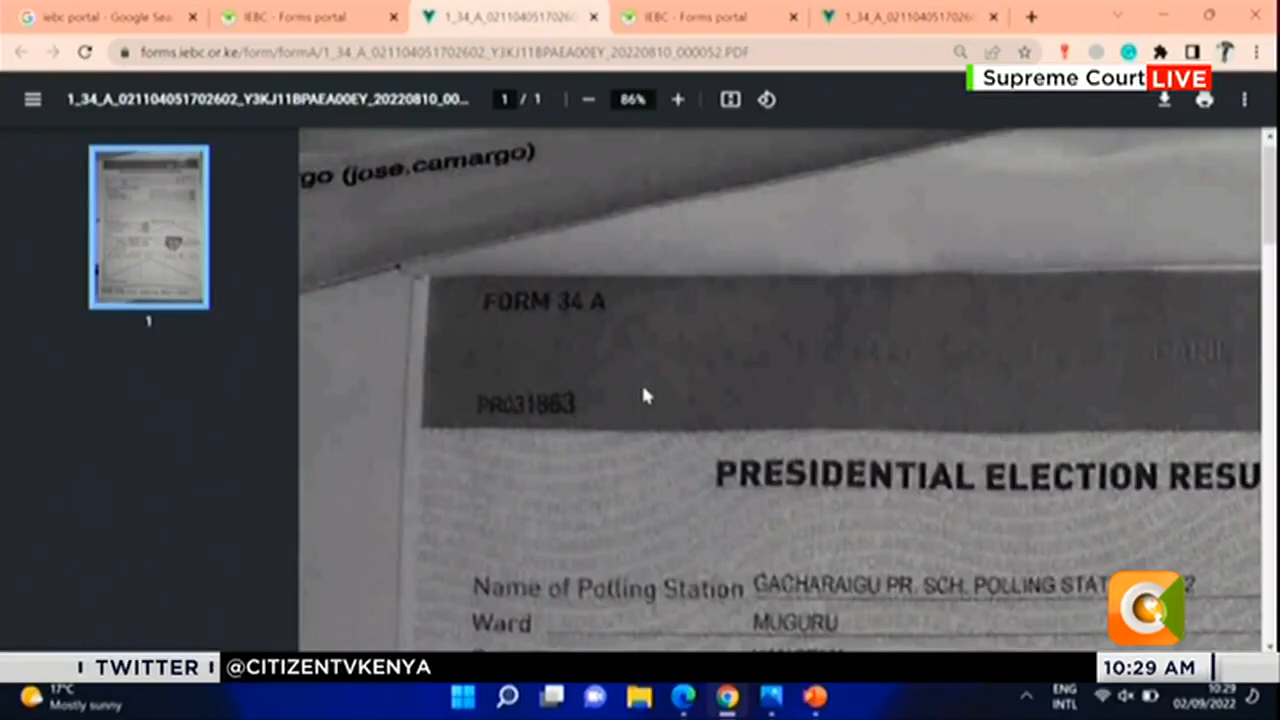 iebc portal - Google Sea
IEBC - Forms portal
1_34_A_0211040517026
IEBC - Forms portal
1_34_A_021104051702
forms.iebc.or.ke/form/formA/1_34_A_021104051702602_Y3KJ11BPAEA00EY_20220810_000052.PDF
Supreme Court LIVE
1_34_A_021104051702602_Y3KJ11BPAEA00EY_20220810_00...
1 / 1
86%
go (jose.camargo)
FORM 34 A
PR031863
PRESIDENTIAL ELECTION RESU
Name of Polling Station GACHARAIGU PR. SCH. POLLING STAT 2
Ward MUGURU
1
TWITTER @CITIZENTVKENYA
10:29 AM
17°C
Mostly sunny
ENG
INTL
10:29
02/09/2022